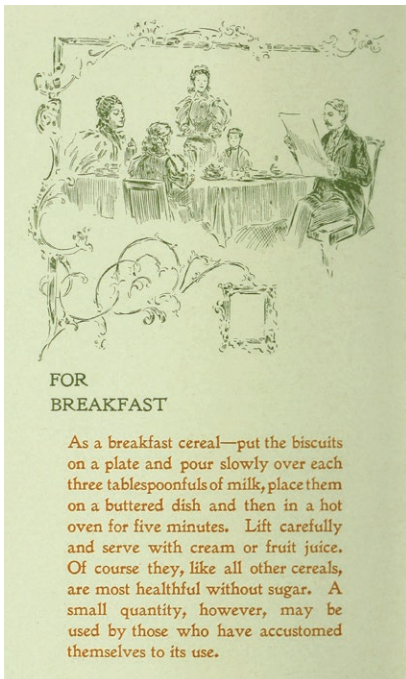 FOR
BREAKFAST
As a breakfast cereal—put the biscuits
on a plate and pour slowly over each
three tablespoonfuls of milk, place them
on a buttered dish and then in a hot
oven for five minutes. Lift carefully
and serve with cream or fruit juice.
Of course they, like all other cereals,
are most healthful without sugar. A
small quantity, however, may be
used by those who have accustomed
themselves to its use.